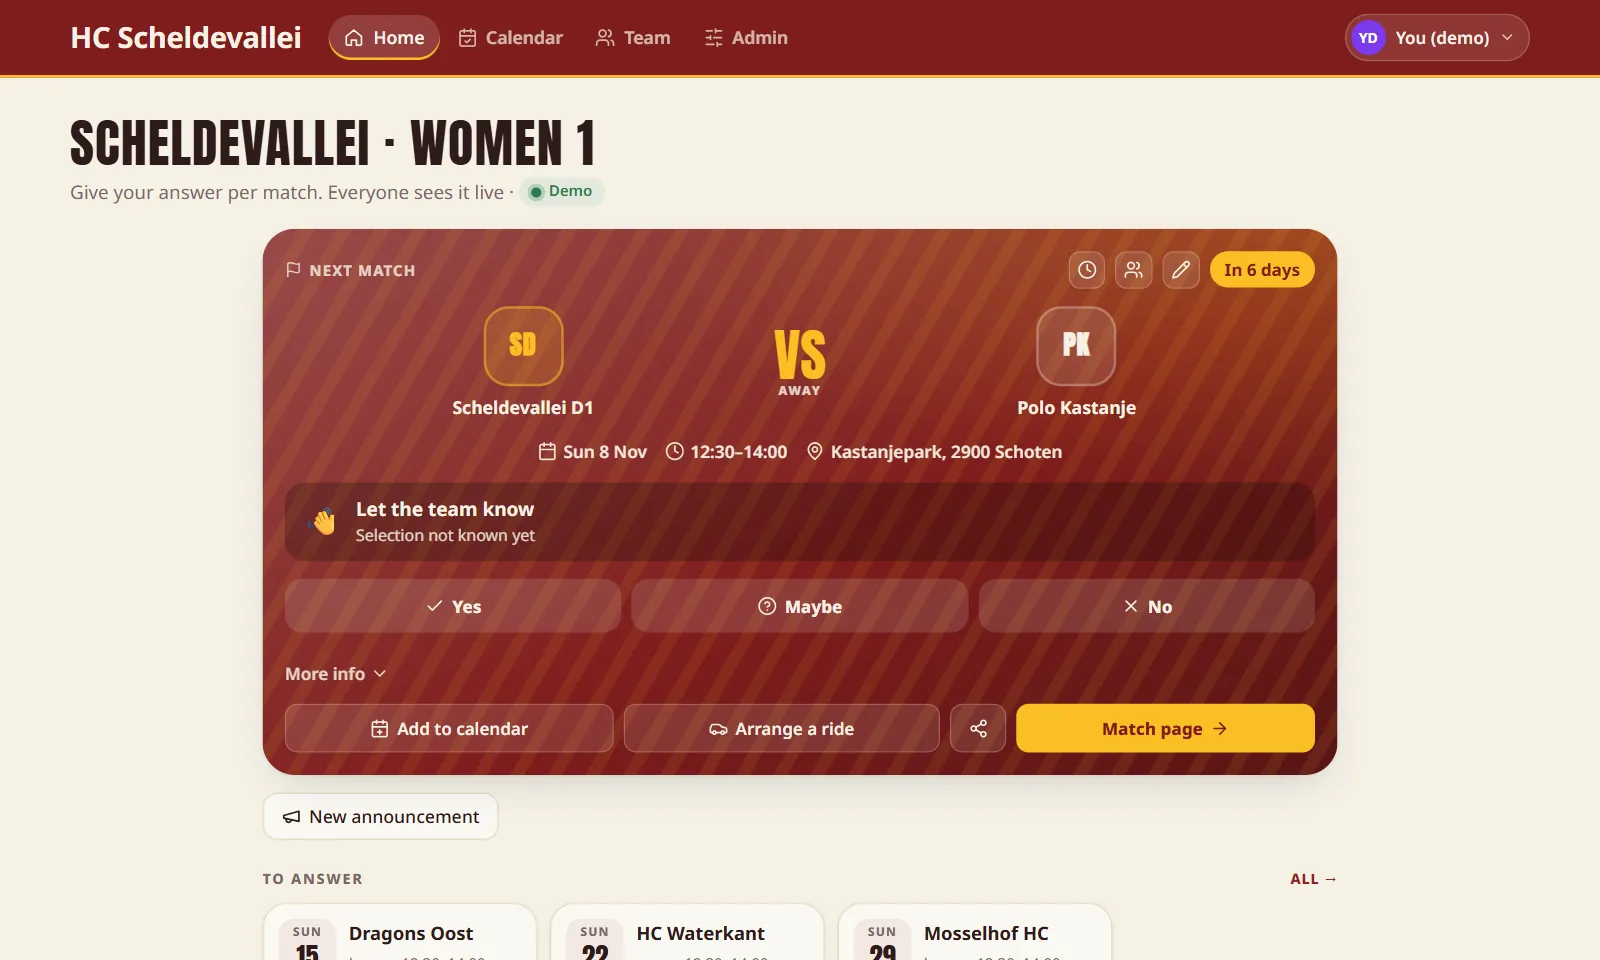 HC Scheldevallei
Home
Calendar
Team
Admin
YD
You (demo)
SCHELDEVALLEI · WOMEN 1
Give your answer per match. Everyone sees it live ·
Demo
NEXT MATCH
In 6 days
SD
VS
AWAY
PK
Scheldevallei D1
Polo Kastanje
Sun 8 Nov
12:30–14:00
Kastanjepark, 2900 Schoten
Let the team know
Selection not known yet
Yes
Maybe
No
More info
Add to calendar
Arrange a ride
Match page →
New announcement
TO ANSWER
ALL →
SUN
15
Dragons Oost
SUN
22
HC Waterkant
SUN
29
Mosselhof HC